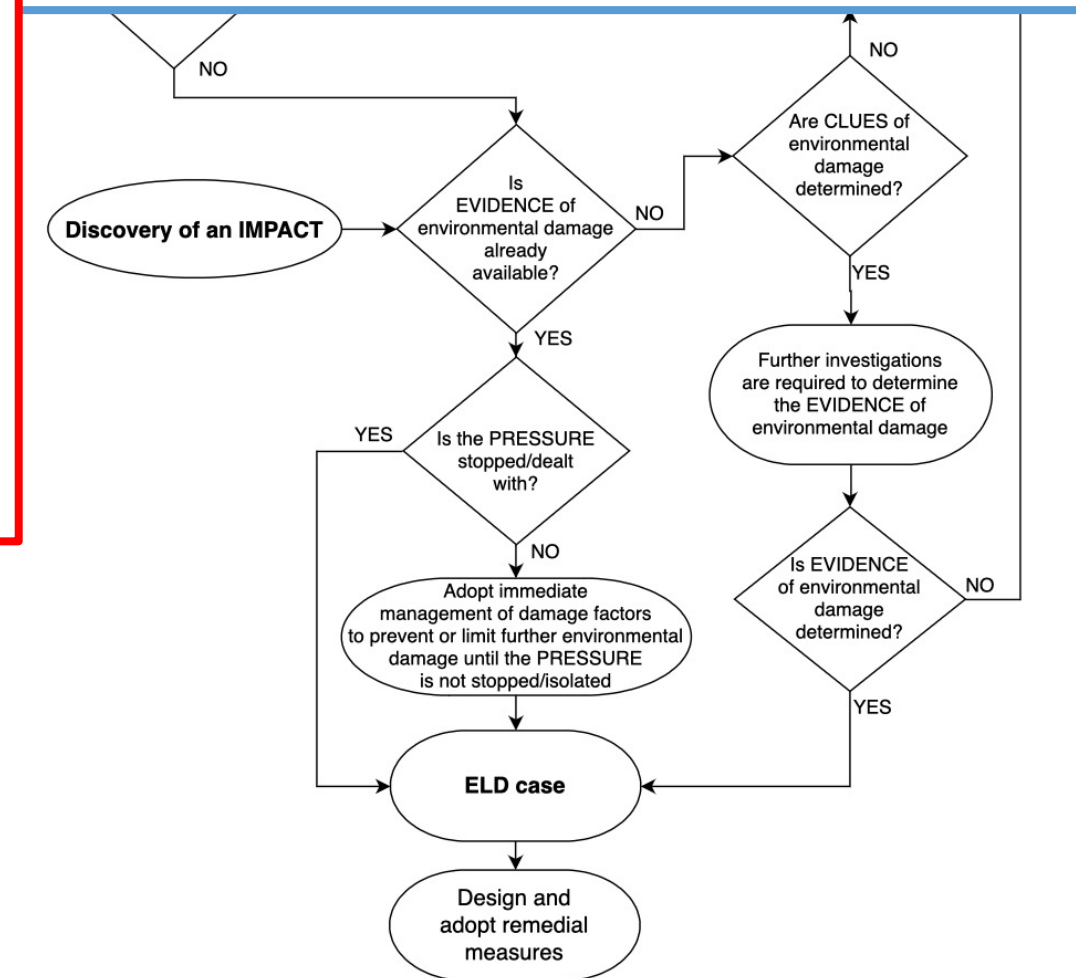 NO
NO
Are CLUES of
environmental
damage
determined?
Is
EVIDENCE of
environmental damage
already
available?
NO
Discovery of an IMPACT
YES
YES
Further investigations
are required to determine
the EVIDENCE of
environmental damage
YES
Is the PRESSURE
stopped/dealt
with?
NO
Is EVIDENCE
of environmental
damage
determined?
NO
Adopt immediate
management of damage factors
to prevent or limit further environmental
damage until the PRESSURE
is not stopped/isolated
YES
ELD case
Design and
adopt remedial
measures